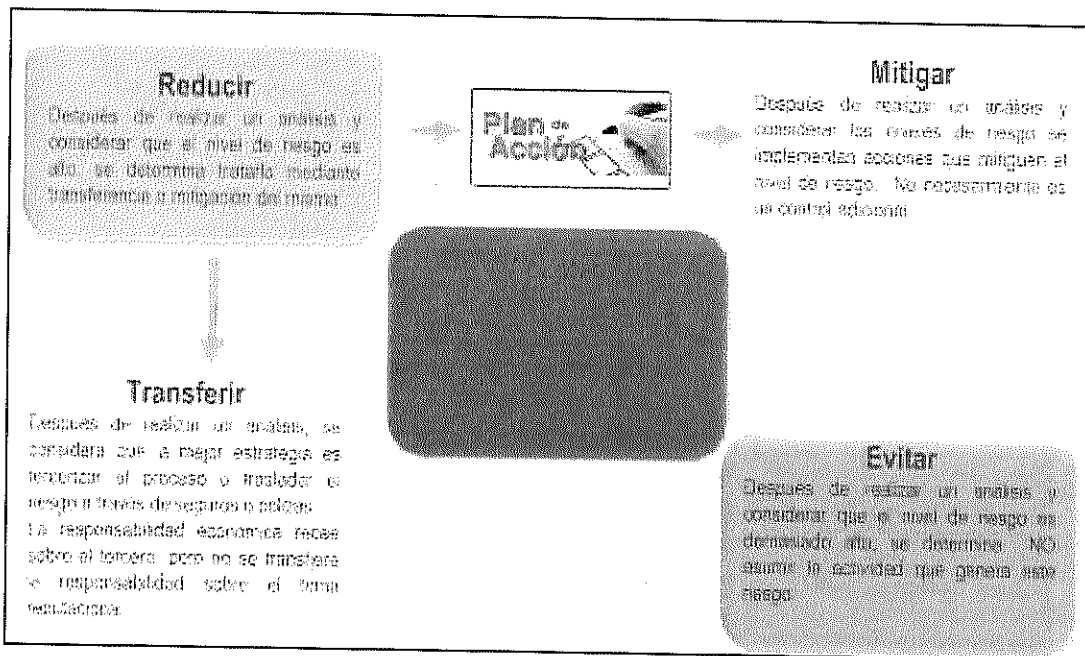 Reducir
Después de realizar un análisis y
considerar que el nivel de riesgo es
alto, se determina tratarlo mediante
transferencia o mitigación del mismo
Plan de
Acción
Mitigar
Después de realizar un análisis y
considerar los niveles de riesgo se
implementan acciones que mitiguen el
nivel de riesgo. No necesariamente es
un control adicional
Transferir
Después de realizar un análisis, se
considera que la mejor estrategia es
tercerizar el proceso o trasladar el
riesgo a través de seguros o pólizas
La responsabilidad económica recae
sobre el tercero, pero no se transfiere
la responsabilidad sobre el tema
reputacional
Evitar
Después de realizar un análisis y
considerar que el nivel de riesgo es
demasiado alto, se determina NO
asumir la actividad que genera este
riesgo